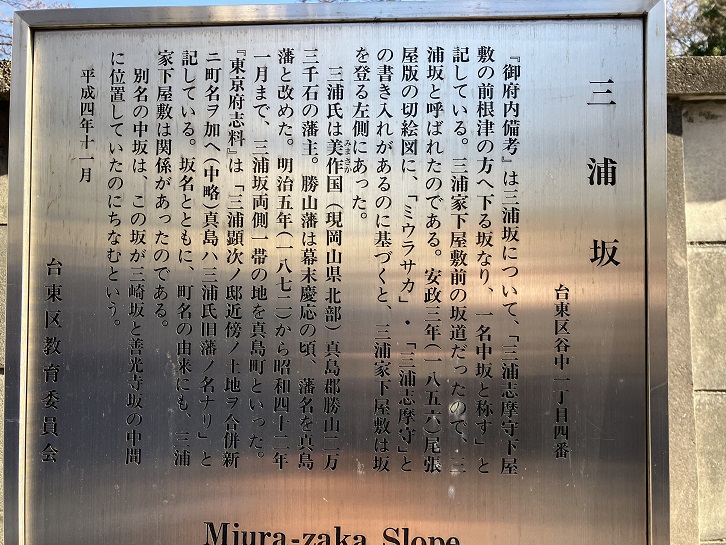 三浦坂
台東区谷中一丁目四番
『御府内備考』は三浦坂について、「三浦志摩守下屋
敷の前根津の方へ下る坂なり、一名中坂と称す」と
記している。三浦家下屋敷前の坂道だったので、三
浦坂と呼ばれたのである。安政三年(一八五六)尾張
屋版の切絵図に、「ミウラサカ」・「三浦志摩守」と
の書き入れがあるのに基づくと、三浦家下屋敷は坂
を登る左側にあった。
三浦氏は美作国(現岡山県北部)真島郡勝山二万
みまさか
三千石の藩主。勝山藩は幕末慶応の頃、藩名を真島
藩と改めた。明治五年(一八七二)から昭和四十二年
一月まで、三浦坂両側一帯の地を真島町といった。
『東京府志料』は「三浦顕次ノ邸近傍ノ土地ヲ合併新
ニ町名ヲ加ヘ(中略)真島ハ三浦氏旧藩ノ名ナリ」と
記している。坂名とともに、町名の由来にも、三浦
家下屋敷は関係があったのである。
別名の中坂は、この坂が三崎坂と善光寺坂の中間
に位置していたのにちなむという。
平成四年十一月
台東区教育委員会
Miura-zaka Slope